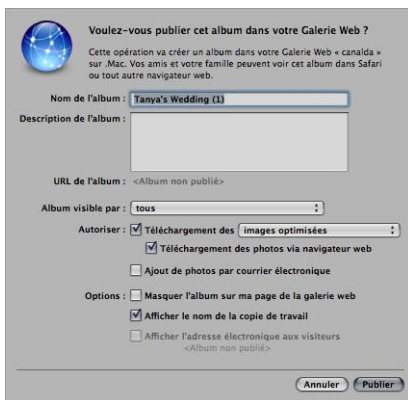 Voulez-vous publier cet album dans votre Galerie Web ?
Cette opération va créer un album dans votre Galerie Web « canalda »
sur .Mac. Vos amis et votre famille peuvent voir cet album dans Safari
ou tout autre navigateur web.
Nom de l'album : Tanya's Wedding (1)
Description de l'album :
URL de l'album : <Album non publié>
Album visible par : tous
Autoriser : Téléchargement des images optimisées
Téléchargement des photos via navigateur web
Ajout de photos par courrier électronique
Options : Masquer l'album sur ma page de la galerie web
Afficher le nom de la copie de travail
Afficher l'adresse électronique aux visiteurs
<Album non publié>
Annuler Publier